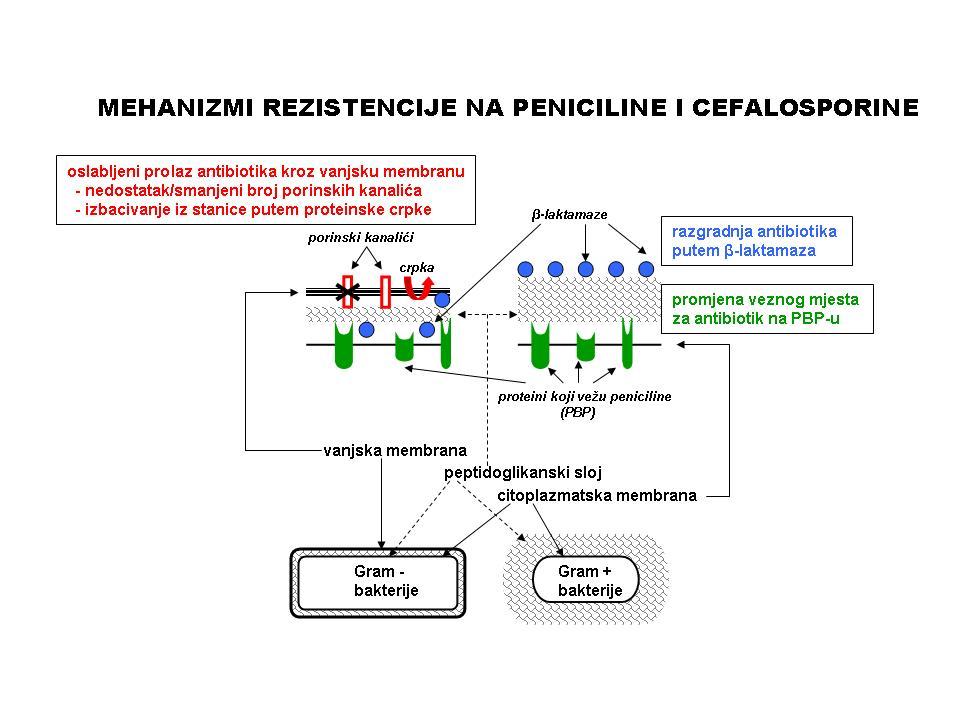 MEHANIZMI REZISTENCIJE NA PENICILINE I CEFALOSPORINE
oslabljeni prolaz antibiotika kroz vanjsku membranu
- nedostatak/smanjeni broj porinskih kanalića
- izbacivanje iz stanice putem proteinske crpke
porinski kanalići
crpka
β-laktamaze
razgradnja antibiotika
putem β-laktamaza
promjena veznog mjesta
za antibiotik na PBP-u
proteini koji vežu peniciline
(PBP)
vanjska membrana
peptidoglikanski sloj
citoplazmatska membrana
Gram -
bakterije
Gram +
bakterije